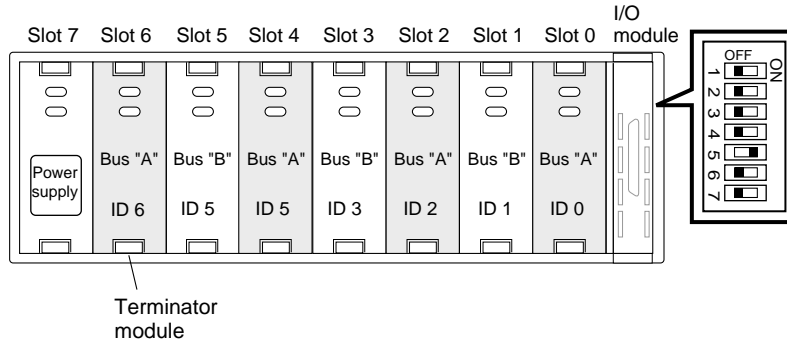 Slot 7 Slot 6 Slot 5 Slot 4 Slot 3 Slot 2 Slot 1 Slot 0 I/O module
OFF
ON
1
2
3
4
5
6
7
Power supply
Bus "A" Bus "B" Bus "A" Bus "B" Bus "A" Bus "B" Bus "A"
ID 6 ID 5 ID 5 ID 3 ID 2 ID 1 ID 0
Terminator
module